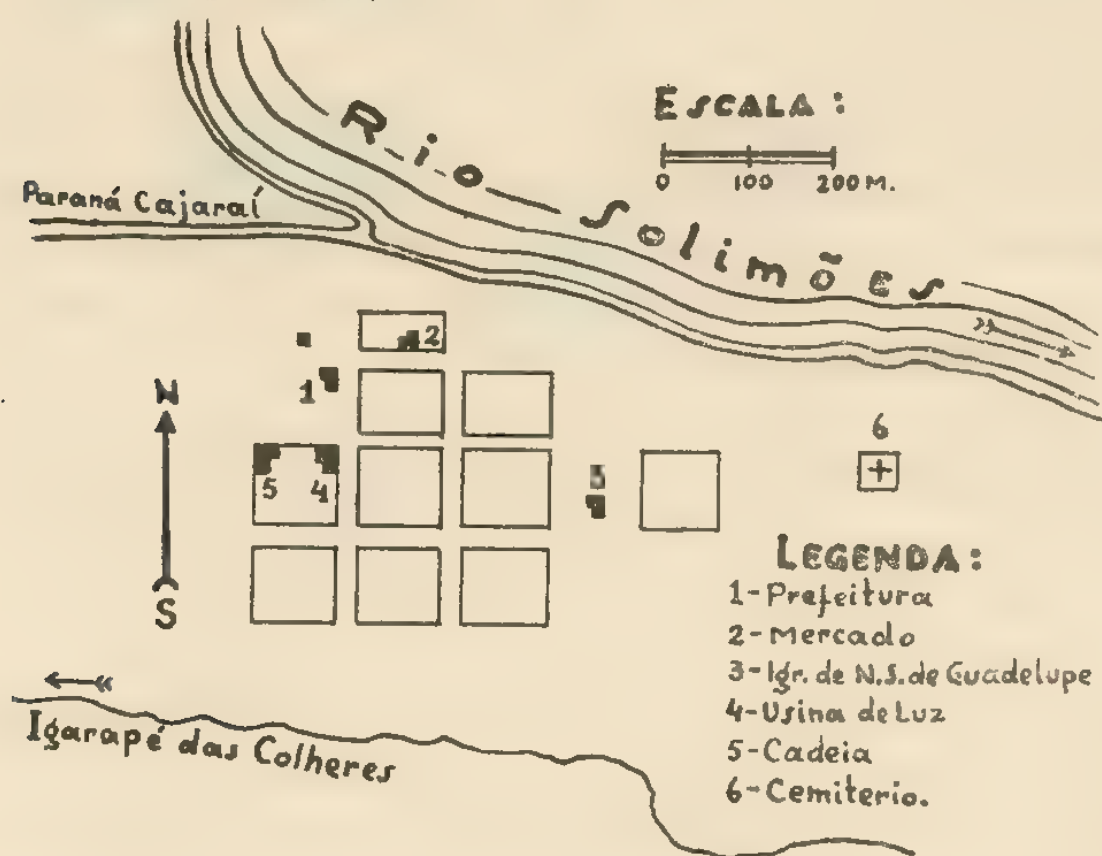 ESCALA:
0 100 200 M.
Rio Solimões
Paraná Cajaraí
2
1
N
6
5 4
S
LEGENDA:
1-Prefeitura
2-Mercado
3-Igr. de N.S. de Guadelupe
4-Usina de Luz
5-Cadeia
6-Cemiterio.
Igarapé das Colheres